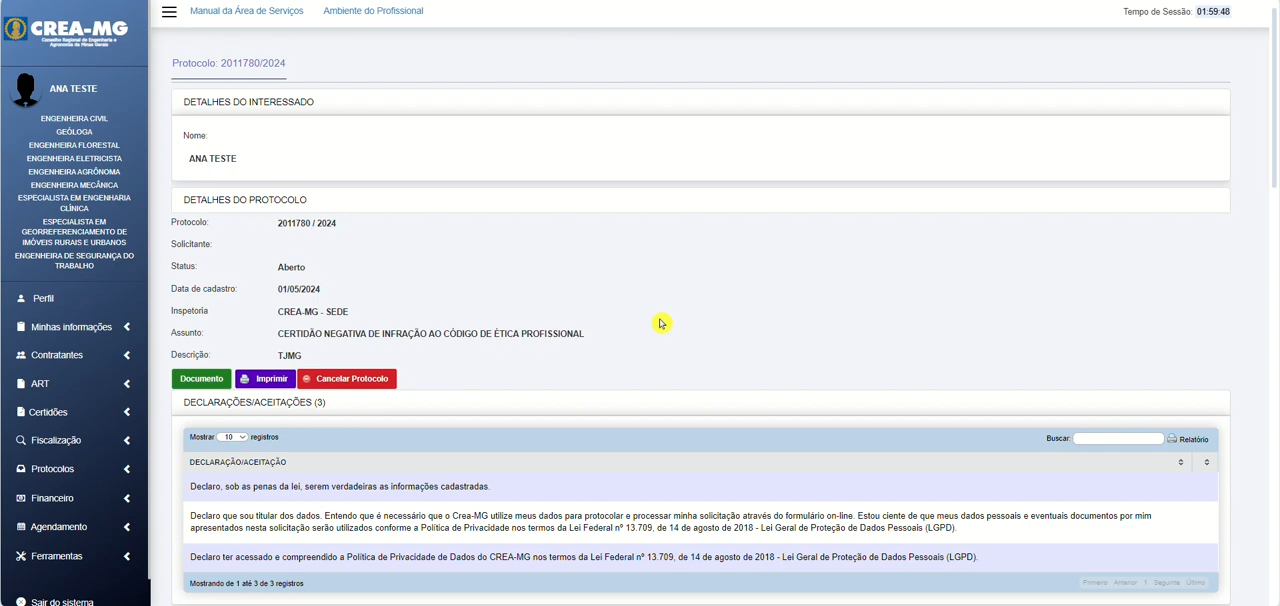 Manual da Área de Serviços
Ambiente do Profissional
Tempo de Sessão: 01:59:48
CREA-MG
Conselho Regional de Engenharia e
Agronomia de Minas Gerais
ANA TESTE
ENGENHEIRA CIVIL
GEÓLOGA
ENGENHEIRA FLORESTAL
ENGENHEIRA ELETRICISTA
ENGENHEIRA AGRÔNOMA
ENGENHEIRA MECÂNICA
ESPECIALISTA EM ENGENHARIA
CLÍNICA
ESPECIALISTA EM
GEORREFERENCIAMENTO DE
IMÓVEIS RURAIS E URBANOS
ENGENHEIRA DE SEGURANÇA DO
TRABALHO
Perfil
Minhas informações
Contratantes
ART
Certidões
Fiscalização
Protocolos
Financeiro
Agendamento
Ferramentas
Sair do sistema
Protocolo: 2011780/2024
DETALHES DO INTERESSADO
Nome:
ANA TESTE
DETALHES DO PROTOCOLO
Protocolo: 2011780 / 2024
Solicitante:
Status: Aberto
Data de cadastro: 01/05/2024
Inspetoria CREA-MG - SEDE
Assunto: CERTIDÃO NEGATIVA DE INFRAÇÃO AO CÓDIGO DE ÉTICA PROFISSIONAL
Descrição: TJMG
Documento Imprimir Cancelar Protocolo
DECLARAÇÕES/ACEITAÇÕES (3)
Mostrar 10 registros Buscar: Relatório
DECLARAÇÃO/ACEITAÇÃO
Declaro, sob as penas da lei, serem verdadeiras as informações cadastradas.
Declaro que sou titular dos dados. Entendo que é necessário que o Crea-MG utilize meus dados para protocolar e processar minha solicitação através do formulário on-line. Estou ciente de que meus dados pessoais e eventuais documentos por mim
apresentados nesta solicitação serão utilizados conforme a Política de Privacidade nos termos da Lei Federal nº 13.709, de 14 de agosto de 2018 - Lei Geral de Proteção de Dados Pessoais (LGPD).
Declaro ter acessado e compreendido a Política de Privacidade de Dados do CREA-MG nos termos da Lei Federal nº 13.709, de 14 de agosto de 2018 - Lei Geral de Proteção de Dados Pessoais (LGPD).
Mostrando de 1 até 3 de 3 registros Primeiro Anterior 1 Seguinte Último